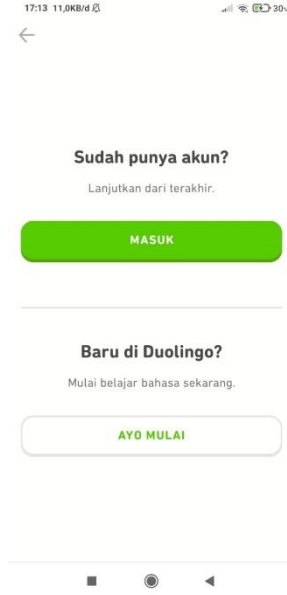 17:13 11,0KB/d
30
Sudah punya akun?
Lanjutkan dari terakhir.
MASUK
Baru di Duolingo?
Mulai belajar bahasa sekarang.
AYO MULAI